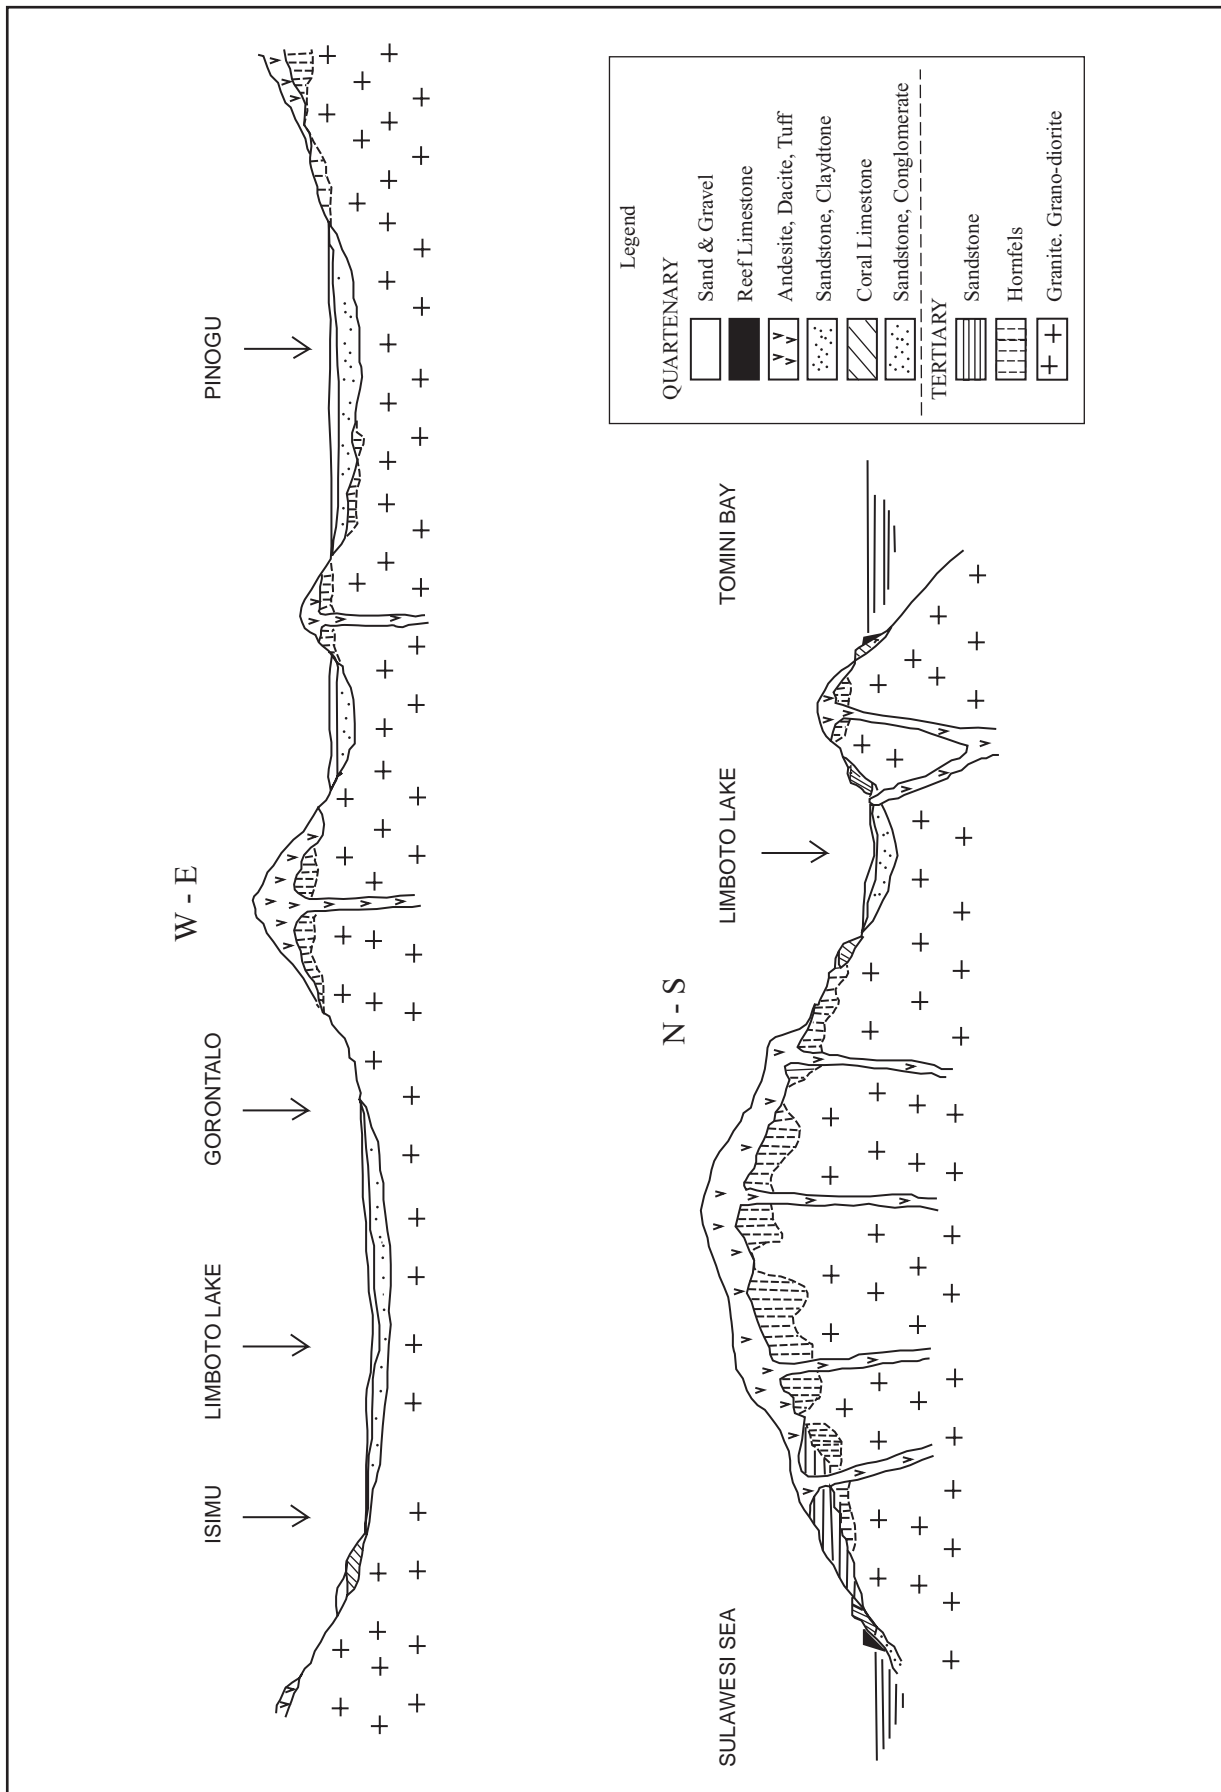 W - E
ISIMU
LIMBOTO LAKE
GORONTALO
PINOGU
N - S
SULAWESI SEA
LIMBOTO LAKE
TOMINI BAY
Legend
QUARTENARY
Sand & Gravel
Reef Limestone
Andesite, Dacite, Tuff
Sandstone, Claydtone
Coral Limestone
Sandstone, Conglomerate
TERTIARY
Sandstone
Hornfels
Granite. Grano-diorite